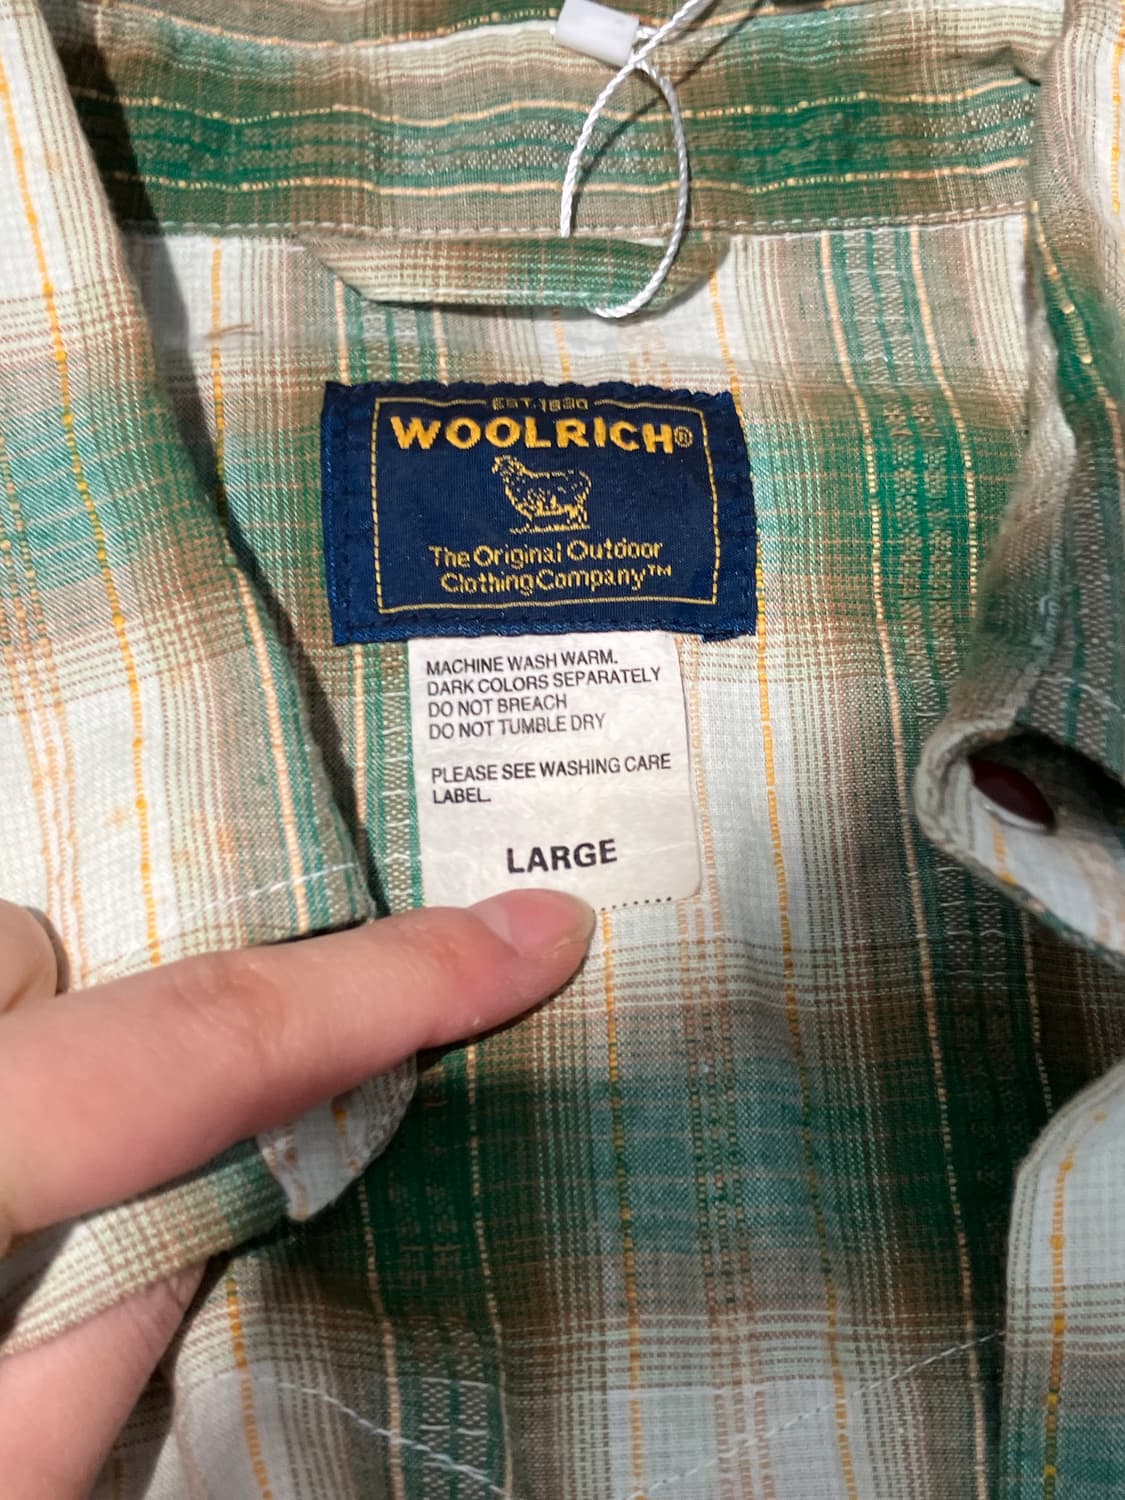 EST. 1830
WOOLRICH®
The Original Outdoor
Clothing Company™
MACHINE WASH WARM.
DARK COLORS SEPARATELY
DO NOT BREACH
DO NOT TUMBLE DRY
PLEASE SEE WASHING CARE
LABEL.
LARGE